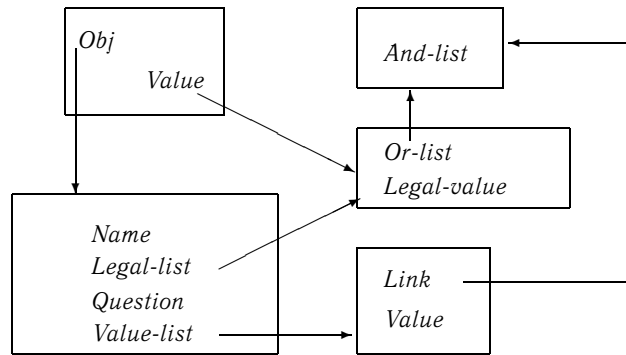 Obj
Value
And-list
Or-list
Legal-value
Name
Legal-list
Question
Value-list
Link
Value